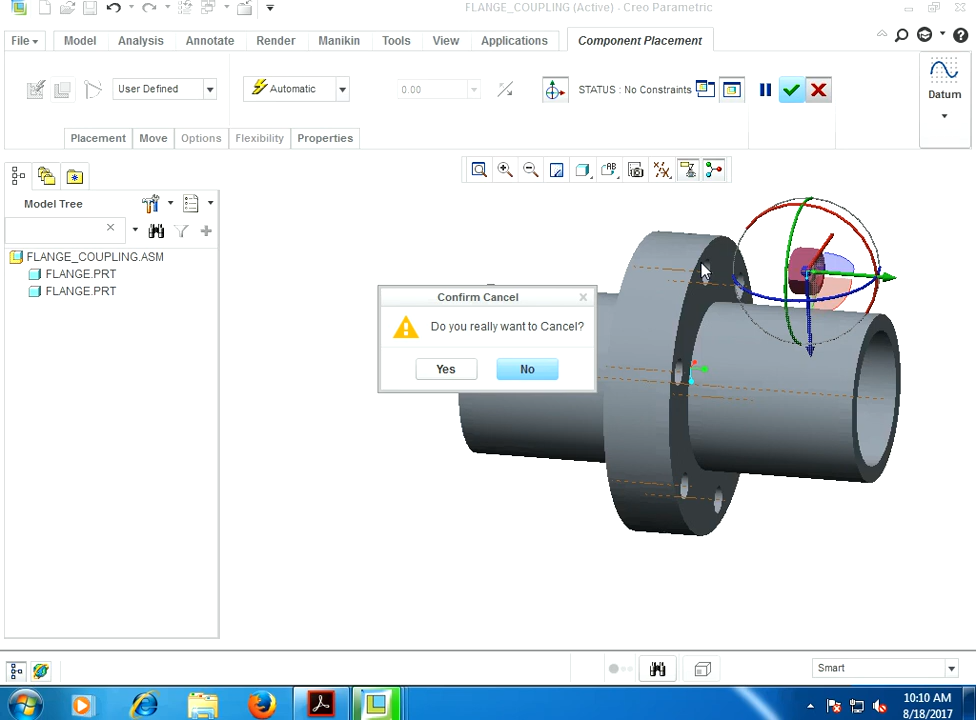 FLANGE_COUPLING (Active) - Creo Parametric
File Model Analysis Annotate Render Manikin Tools View Applications Component Placement
User Defined Automatic 0.00 STATUS : No Constraints
Datum
Placement Move Options Flexibility Properties
Model Tree
FLANGE_COUPLING.ASM
FLANGE.PRT
FLANGE.PRT
Confirm Cancel
Do you really want to Cancel?
Yes No
Smart
10:10 AM
8/18/2017